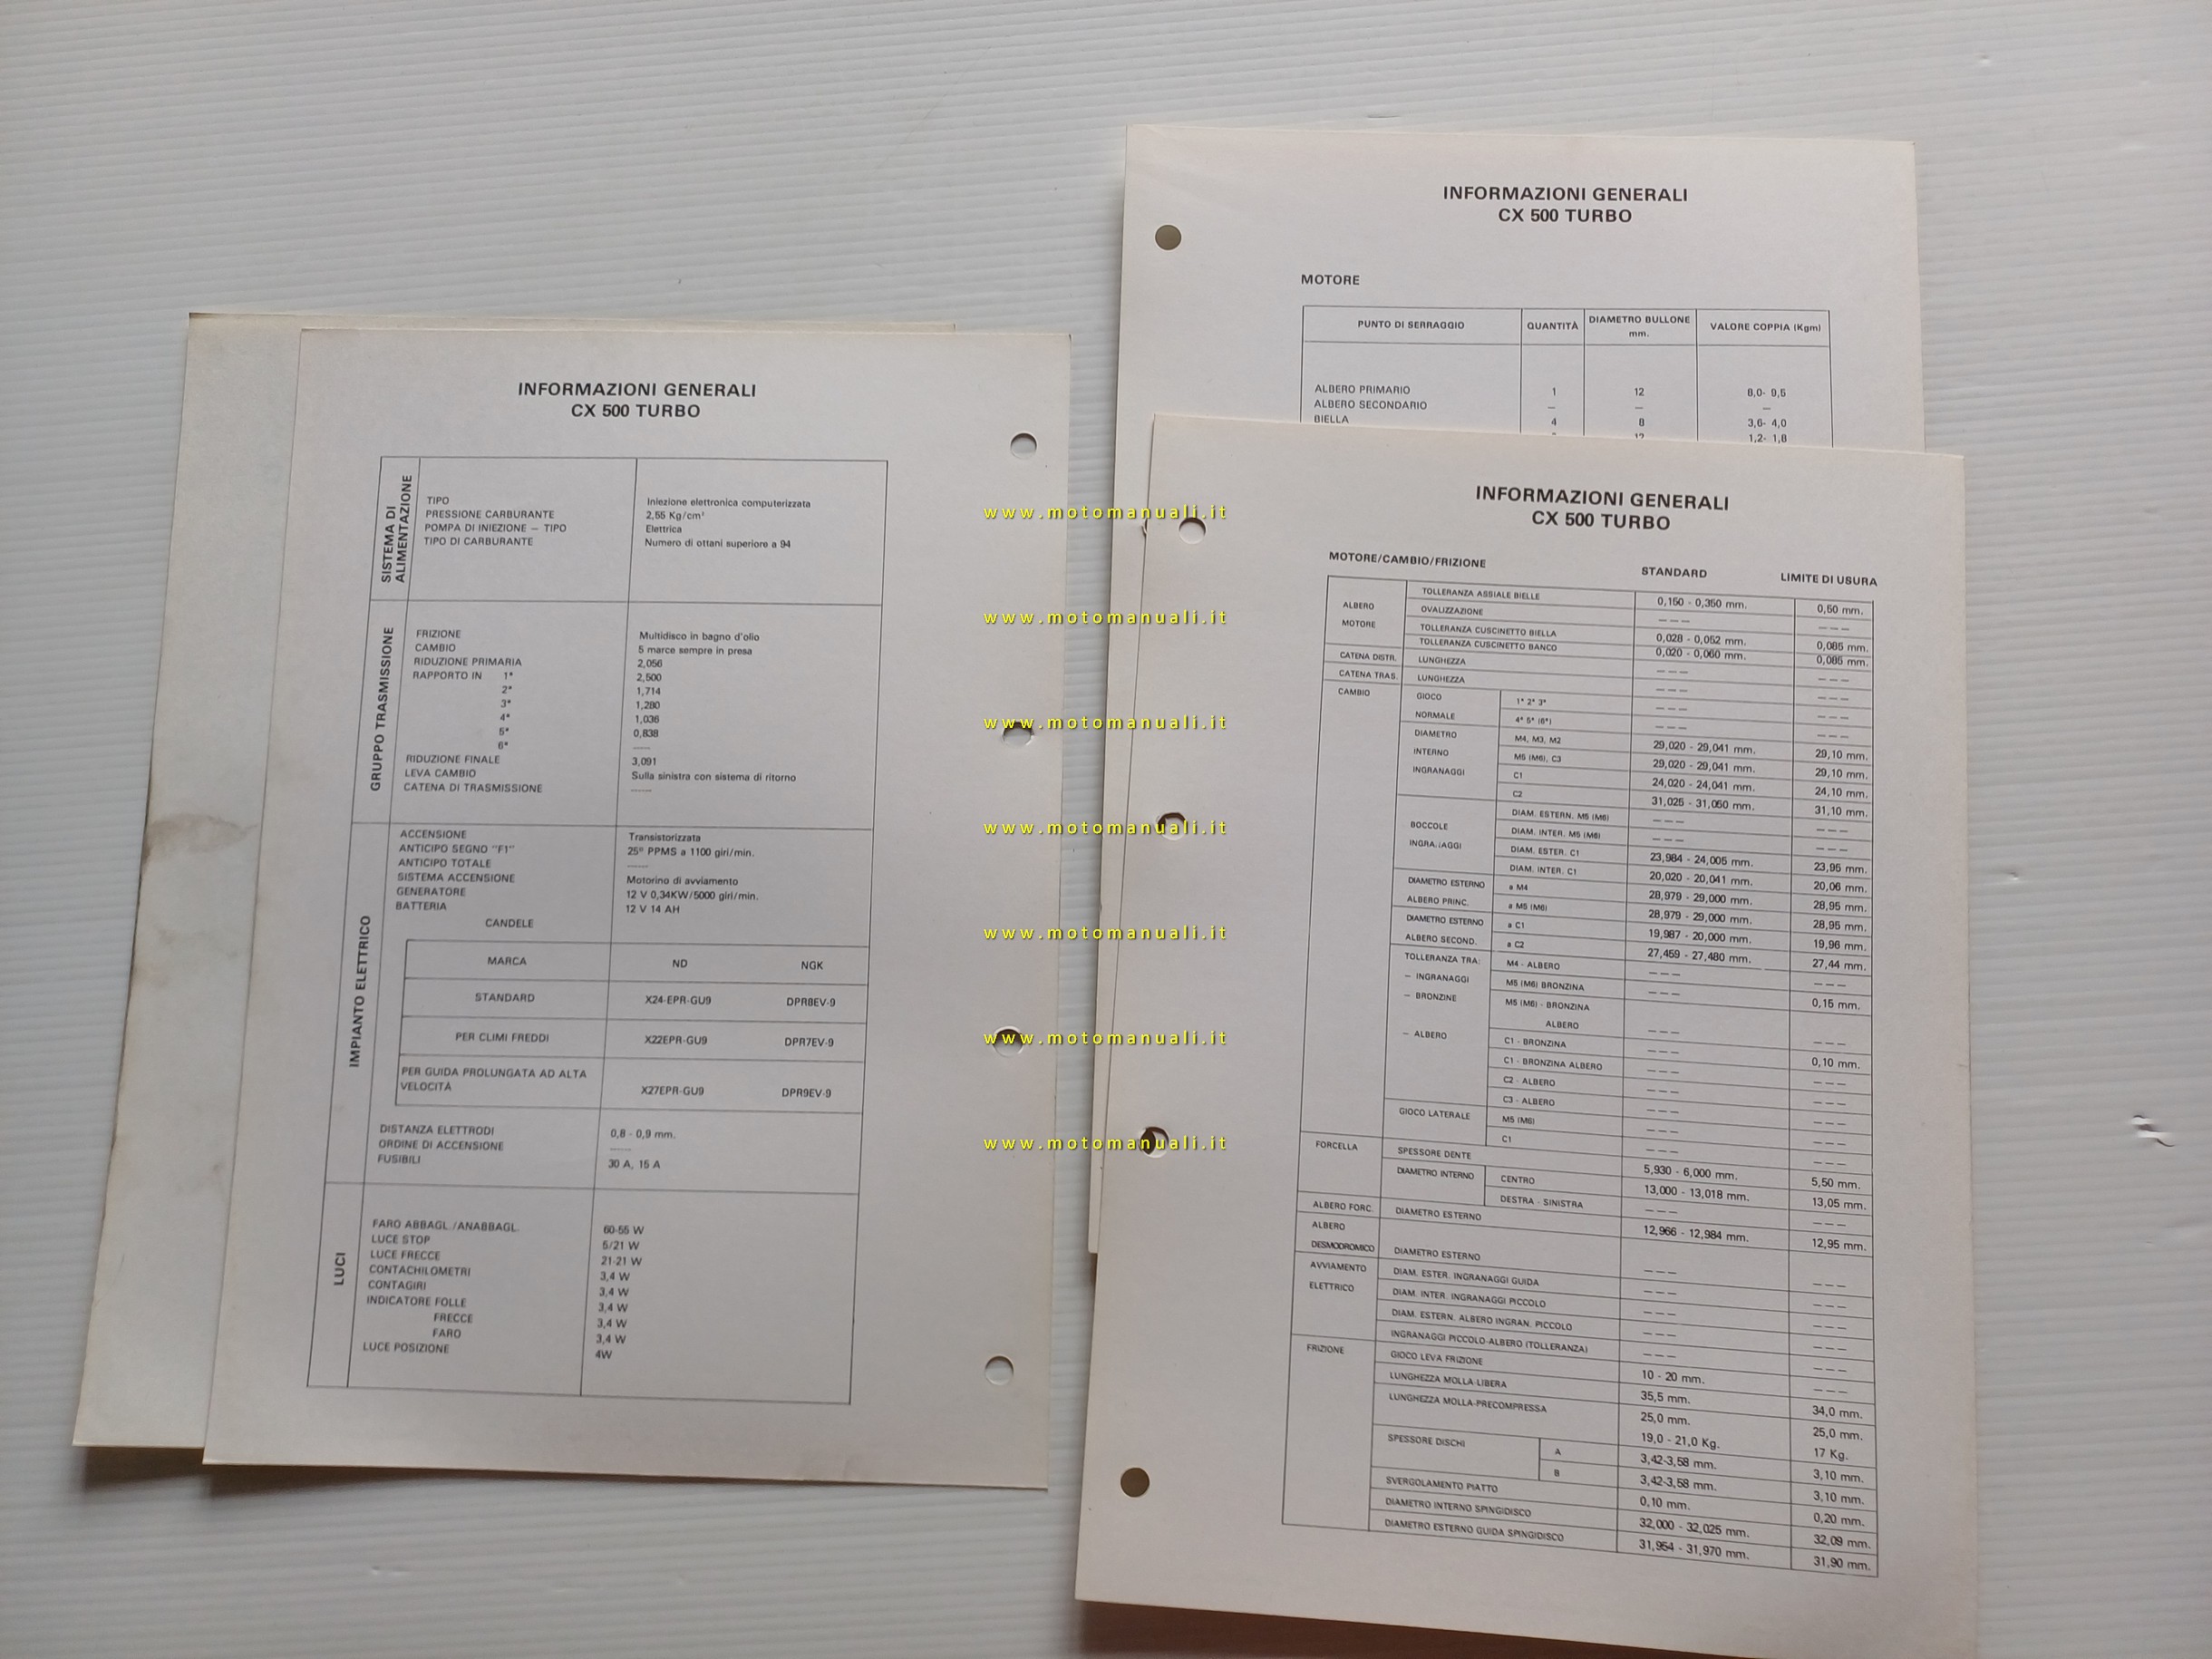 INFORMAZIONI GENERALI
CX 500 TURBO
SISTEMA DI
ALIMENTAZIONE
TIPO Iniezione elettronica computerizzata
PRESSIONE CARBURANTE 2,55 Kg/cm²
POMPA DI INIEZIONE — TIPO Elettrica
TIPO DI CARBURANTE Numero di ottani superiore a 94
GRUPPO TRASMISSIONE
FRIZIONE Multidisco in bagno d'olio
CAMBIO 5 marce sempre in presa
RIDUZIONE PRIMARIA 2,056
RAPPORTO IN 1ª 2,500
2ª 1,714
3ª 1,280
4ª 1,036
5ª 0,838
6ª -----
RIDUZIONE FINALE 3,091
LEVA CAMBIO Sulla sinistra con sistema di ritorno
CATENA DI TRASMISSIONE ------
IMPIANTO ELETTRICO
ACCENSIONE Transistorizzata
ANTICIPO SEGNO "F1" 25º PPMS a 1100 giri/min.
ANTICIPO TOTALE ------
SISTEMA ACCENSIONE Motorino di avviamento
GENERATORE 12 V 0,34KW/5000 giri/min.
BATTERIA 12 V 14 AH
CANDELE
MARCA ND NGK
STANDARD X24-EPR-GU9 DPR8EV-9
PER CLIMI FREDDI X22EPR-GU9 DPR7EV-9
PER GUIDA PROLUNGATA AD ALTA
VELOCITÀ X27EPR-GU9 DPR9EV-9
DISTANZA ELETTRODI 0,8 - 0,9 mm.
ORDINE DI ACCENSIONE ------
FUSIBILI 30 A, 15 A
LUCI
FARO ABBAGL./ANABBAGL. 60-55 W
LUCE STOP 5/21 W
LUCE FRECCE 21-21 W
CONTACHILOMETRI 3,4 W
CONTAGIRI 3,4 W
INDICATORE FOLLE 3,4 W
FRECCE 3,4 W
FARO 3,4 W
LUCE POSIZIONE 4W
INFORMAZIONI GENERALI
CX 500 TURBO
MOTORE
PUNTO DI SERRAGGIO QUANTITÀ DIAMETRO BULLONE mm. VALORE COPPIA (Kgm)
ALBERO PRIMARIO 1 12 8,0- 9,5
ALBERO SECONDARIO — — —
BIELLA 4 8 3,6- 4,0
12 1,2- 1,8
INFORMAZIONI GENERALI
CX 500 TURBO
MOTORE/CAMBIO/FRIZIONE STANDARD LIMITE DI USURA
ALBERO MOTORE TOLLERANZA ASSIALE BIELLE 0,150 - 0,350 mm. 0,50 mm.
OVALIZZAZIONE --- ---
TOLLERANZA CUSCINETTO BIELLA 0,028 - 0,052 mm. 0,085 mm.
TOLLERANZA CUSCINETTO BANCO 0,020 - 0,060 mm. 0,085 mm.
CATENA DISTR. LUNGHEZZA --- ---
CATENA TRAS. LUNGHEZZA --- ---
CAMBIO GIOCO NORMALE 1ª 2ª 3ª --- ---
4ª 5ª (6ª) --- ---
DIAMETRO INTERNO INGRANAGGI M4, M3, M2 29,020 - 29,041 mm. 29,10 mm.
M5 (M6), C3 29,020 - 29,041 mm. 29,10 mm.
C1 24,020 - 24,041 mm. 24,10 mm.
C2 31,025 - 31,050 mm. 31,10 mm.
BOCCOLE DIAM. ESTERN. M5 (M6) --- ---
DIAM. INTER. M5 (M6) --- ---
DIAM. ESTER. C1 23,984 - 24,005 mm. 23,95 mm.
DIAM. INTER. C1 20,020 - 20,041 mm. 20,06 mm.
DIAMETRO ESTERNO ALBERO PRINC. a M4 28,979 - 29,000 mm. 28,95 mm.
a M5 (M6) 28,979 - 29,000 mm. 28,95 mm.
DIAMETRO ESTERNO ALBERO SECOND. a C1 19,987 - 20,000 mm. 19,96 mm.
a C2 27,459 - 27,480 mm. 27,44 mm.
TOLLERANZA TRA: M4 - ALBERO --- ---
— INGRANAGGI M5 (M6) BRONZINA --- 0,15 mm.
— BRONZINE M5 (M6) - BRONZINA
ALBERO --- ---
— ALBERO C1 - BRONZINA --- 0,10 mm.
C1 - BRONZINA ALBERO --- ---
C2 - ALBERO --- ---
C3 - ALBERO --- ---
GIOCO LATERALE M5 (M6) --- ---
C1 --- ---
FORCELLA SPESSORE DENTE 5,930 - 6,000 mm. 5,50 mm.
DIAMETRO INTERNO CENTRO 13,000 - 13,018 mm. 13,05 mm.
DESTRA - SINISTRA --- ---
ALBERO FORC. DIAMETRO ESTERNO 12,966 - 12,984 mm. 12,95 mm.
ALBERO
DESMODROMICO DIAMETRO ESTERNO --- ---
AVVIAMENTO ELETTRICO DIAM. ESTER. INGRANAGGI GUIDA --- ---
DIAM. INTER. INGRANAGGI PICCOLO --- ---
DIAM. ESTERN. ALBERO INGRAN. PICCOLO --- ---
INGRANAGGI PICCOLO-ALBERO (TOLLERANZA) --- ---
FRIZIONE GIOCO LEVA FRIZIONE 10 - 20 mm. ---
LUNGHEZZA MOLLA-LIBERA 35,5 mm. 34,0 mm.
LUNGHEZZA MOLLA-PRECOMPRESSA 25,0 mm. 25,0 mm.
19,0 - 21,0 Kg. 17 Kg.
SPESSORE DISCHI A 3,42-3,58 mm. 3,10 mm.
B 3,42-3,58 mm. 3,10 mm.
SVERGOLAMENTO PIATTO 0,10 mm. 0,20 mm.
DIAMETRO INTERNO SPINGIDISCO 32,000 - 32,025 mm. 32,09 mm.
DIAMETRO ESTERNO GUIDA SPINGIDISCO 31,954 - 31,970 mm. 31,90 mm.
www.motomanuali.it
www.motomanuali.it
www.motomanuali.it
www.motomanuali.it
www.motomanuali.it
www.motomanuali.it
www.motomanuali.it